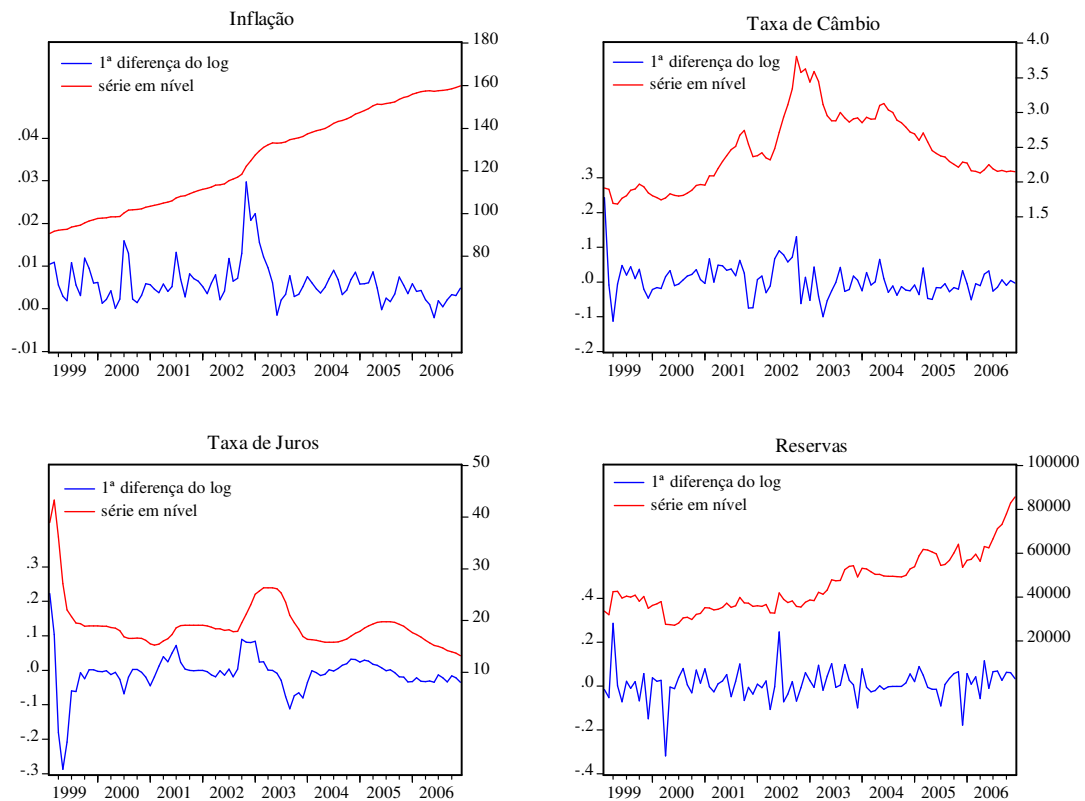 Inflação
1ª diferença do log
série em nível
180
160
140
120
100
80
.04
.03
.02
.01
.00
-.01
1999 2000 2001 2002 2003 2004 2005 2006
Taxa de Câmbio
1ª diferença do log
série em nível
4.0
3.5
3.0
2.5
2.0
1.5
.3
.2
.1
.0
-.1
-.2
1999 2000 2001 2002 2003 2004 2005 2006
Taxa de Juros
1ª diferença do log
série em nível
50
40
30
20
10
.3
.2
.1
.0
-.1
-.2
-.3
1999 2000 2001 2002 2003 2004 2005 2006
Reservas
1ª diferença do log
série em nível
100000
80000
60000
40000
20000
.4
.2
.0
-.2
-.4
1999 2000 2001 2002 2003 2004 2005 2006